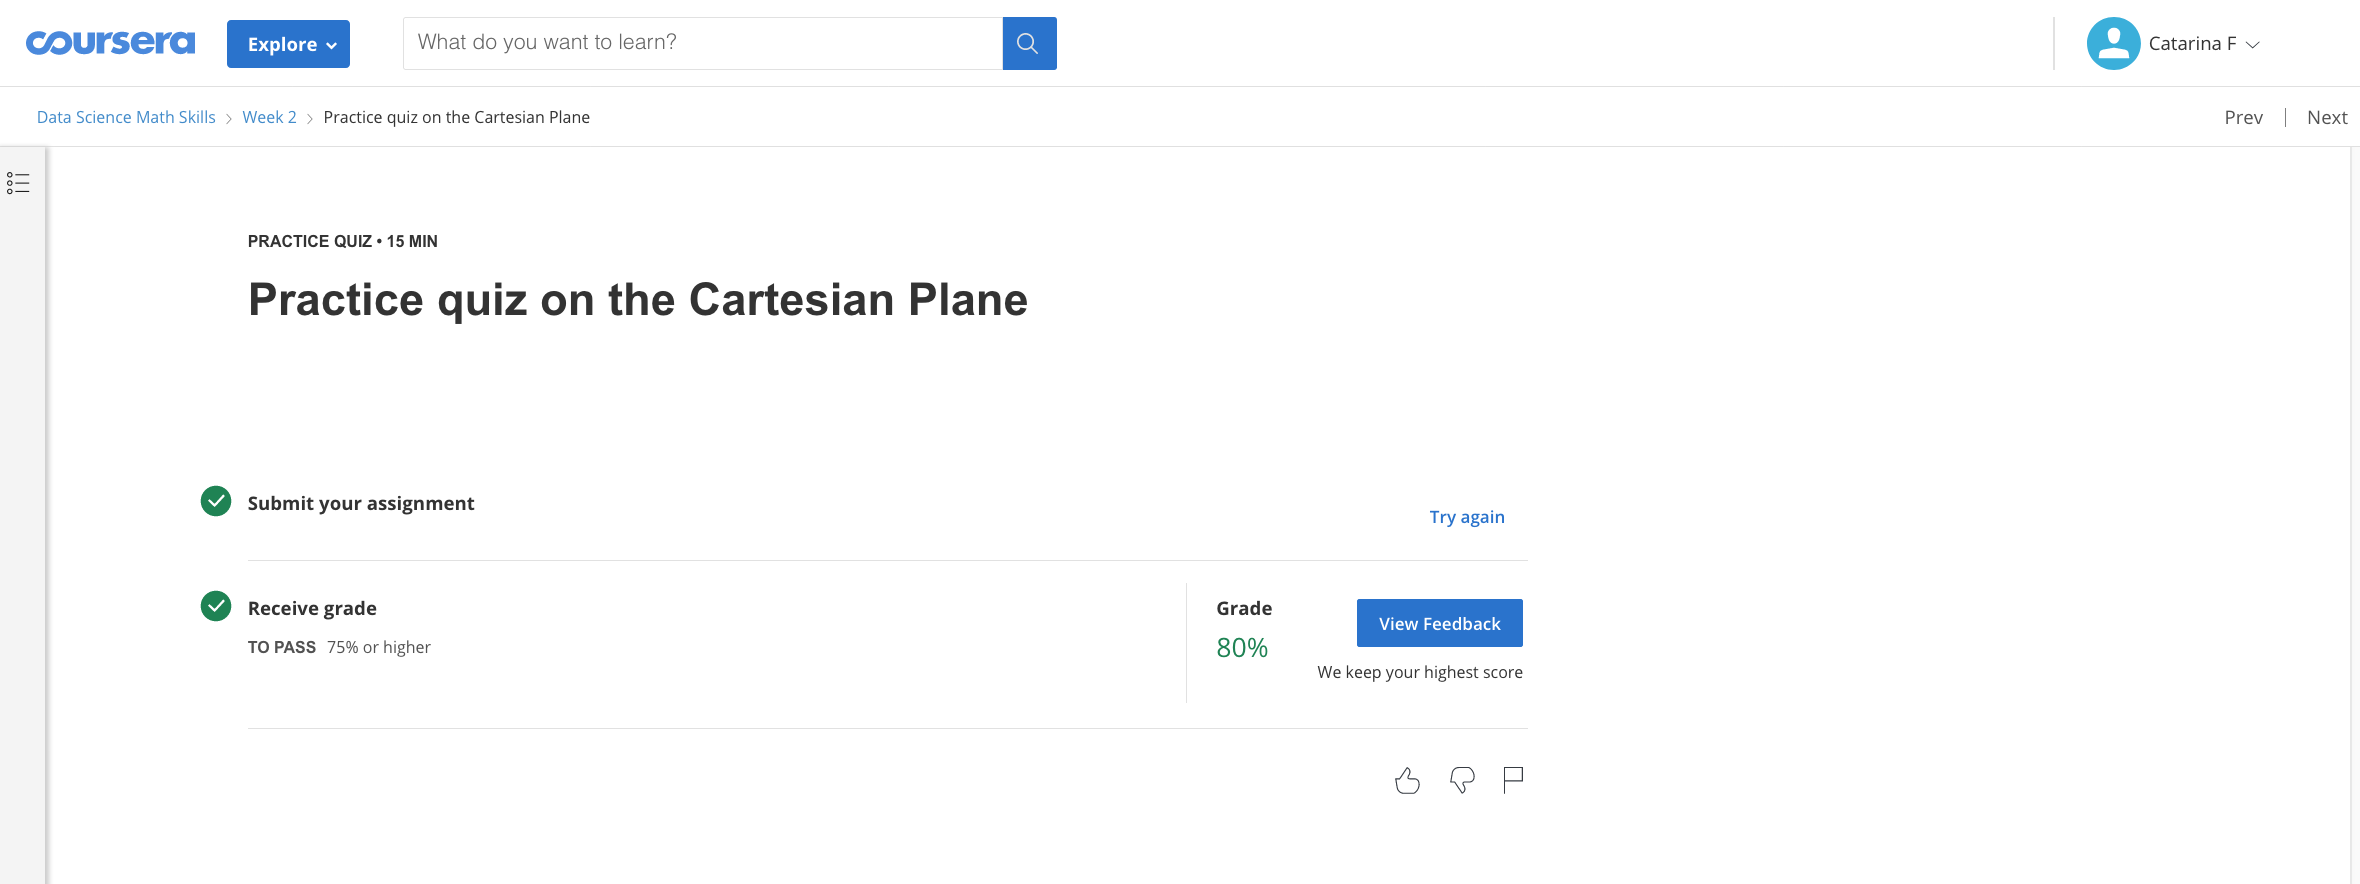 coursera
Explore
What do you want to learn?
Catarina F
Data Science Math Skills > Week 2 > Practice quiz on the Cartesian Plane
Prev | Next
PRACTICE QUIZ • 15 MIN
Practice quiz on the Cartesian Plane
Submit your assignment
Try again
Receive grade
TO PASS 75% or higher
Grade
80%
View Feedback
We keep your highest score